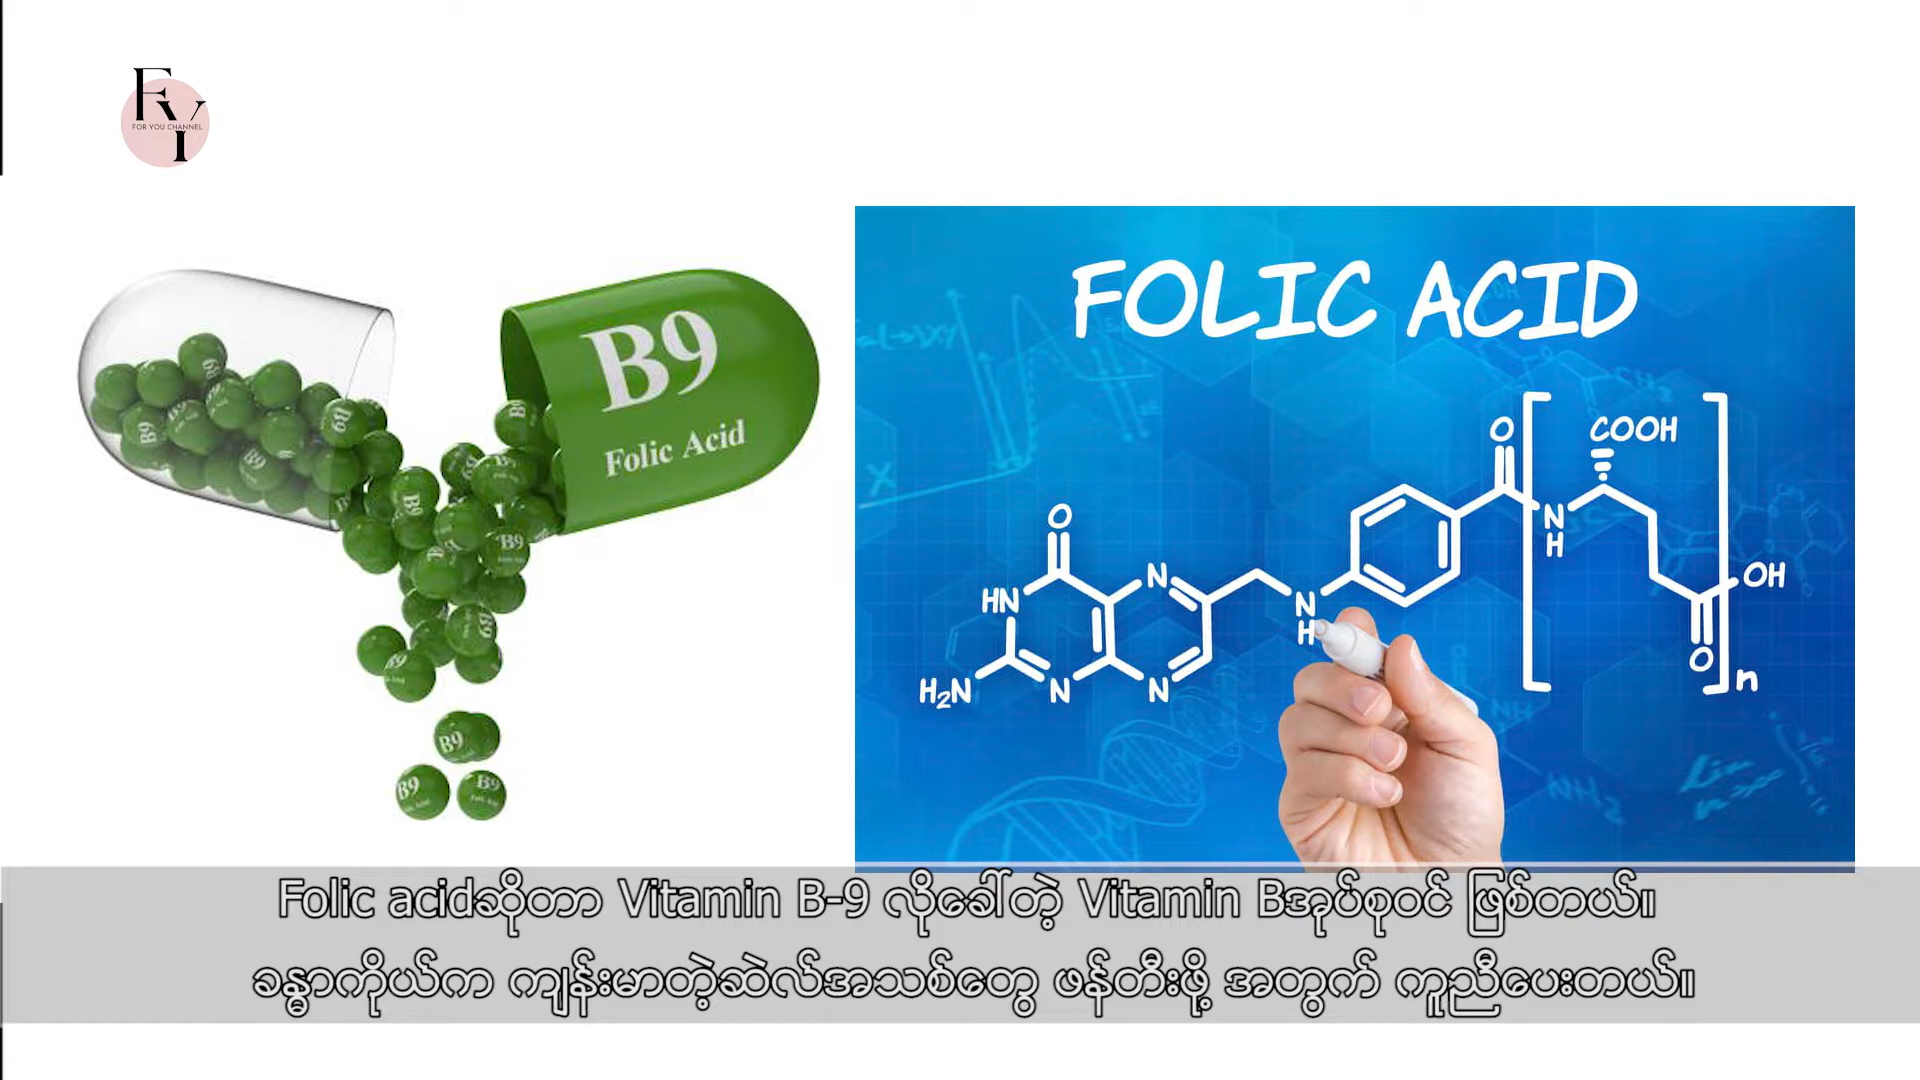 FYI
FOR YOU CHANNEL
B9
Folic Acid
FOLIC ACID
O
COOH
O
N
H
OH
HN
N
N
H
O
H₂N
N
N
n
Folic acidဆိုတာ Vitamin B-9 လို့ခေါ်တဲ့ Vitamin Bအုပ်စုဝင် ဖြစ်တယ်။
ခန္ဓာကိုယ်က ကျန်းမာတဲ့ဆဲလ်အသစ်တွေ ဖန်တီးဖို့ အတွက် ကူညီပေးတယ်။